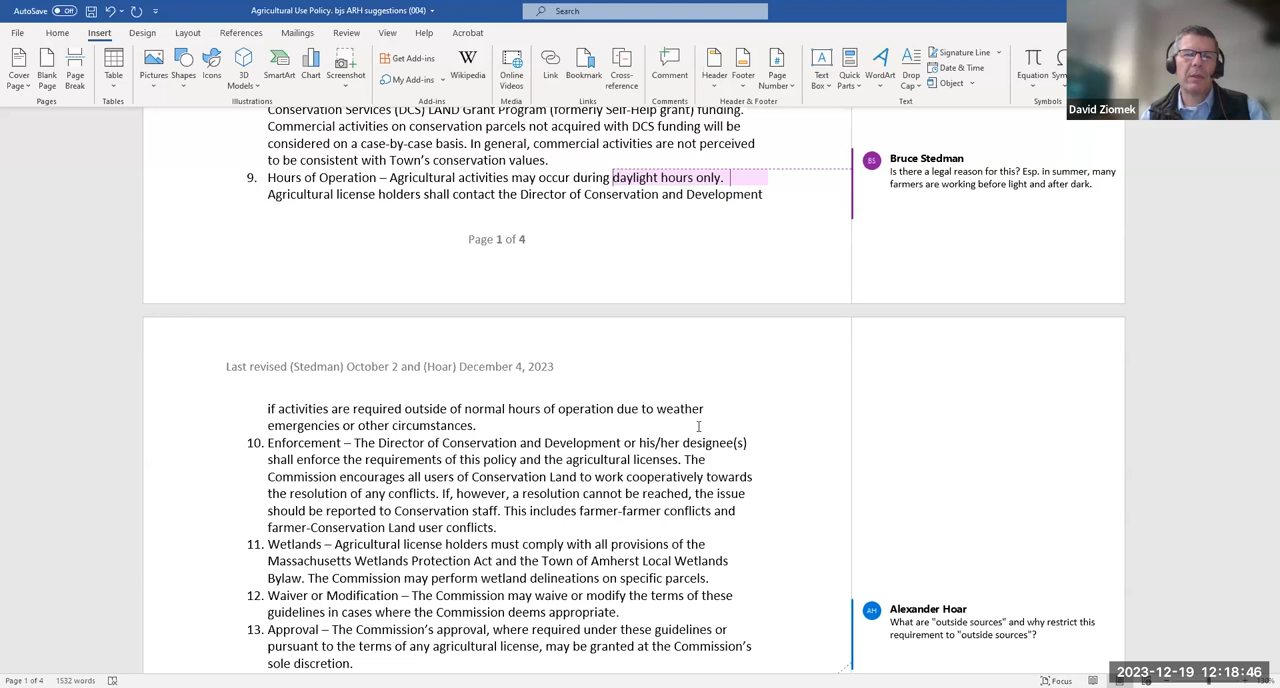 AutoSave Off Agricultural Use Policy. bjs ARH suggestions (004) Search
File Home Insert Design Layout References Mailings Review View Help Acrobat
Cover Page Blank Page Page Break Table Pictures Shapes Icons 3D Models SmartArt Chart Screenshot Get Add-ins My Add-ins Wikipedia Online Videos Link Bookmark Cross-reference Comment Header Footer Page Number Text Box Quick Parts WordArt Drop Cap Signature Line Date & Time Object Equation
Pages Tables Illustrations Add-ins Media Links Comments Header & Footer Text Symbols
David Ziomek
Conservation Services (DCS) LAND Grant Program (formerly Self-Help grant) funding.
Commercial activities on conservation parcels not acquired with DCS funding will be
considered on a case-by-case basis. In general, commercial activities are not perceived
to be consistent with Town's conservation values.
9. Hours of Operation – Agricultural activities may occur during daylight hours only.
Agricultural license holders shall contact the Director of Conservation and Development
BS Bruce Stedman
Is there a legal reason for this? Esp. in summer, many
farmers are working before light and after dark.
Page 1 of 4
Last revised (Stedman) October 2 and (Hoar) December 4, 2023
if activities are required outside of normal hours of operation due to weather
emergencies or other circumstances.
10. Enforcement – The Director of Conservation and Development or his/her designee(s)
shall enforce the requirements of this policy and the agricultural licenses. The
Commission encourages all users of Conservation Land to work cooperatively towards
the resolution of any conflicts. If, however, a resolution cannot be reached, the issue
should be reported to Conservation staff. This includes farmer-farmer conflicts and
farmer-Conservation Land user conflicts.
11. Wetlands – Agricultural license holders must comply with all provisions of the
Massachusetts Wetlands Protection Act and the Town of Amherst Local Wetlands
Bylaw. The Commission may perform wetland delineations on specific parcels.
12. Waiver or Modification – The Commission may waive or modify the terms of these
guidelines in cases where the Commission deems appropriate.
13. Approval – The Commission's approval, where required under these guidelines or
pursuant to the terms of any agricultural license, may be granted at the Commission's
sole discretion.
AH Alexander Hoar
What are "outside sources" and why restrict this
requirement to "outside sources"?
Page 1 of 4 1532 words Focus
2023-12-19 12:18:46